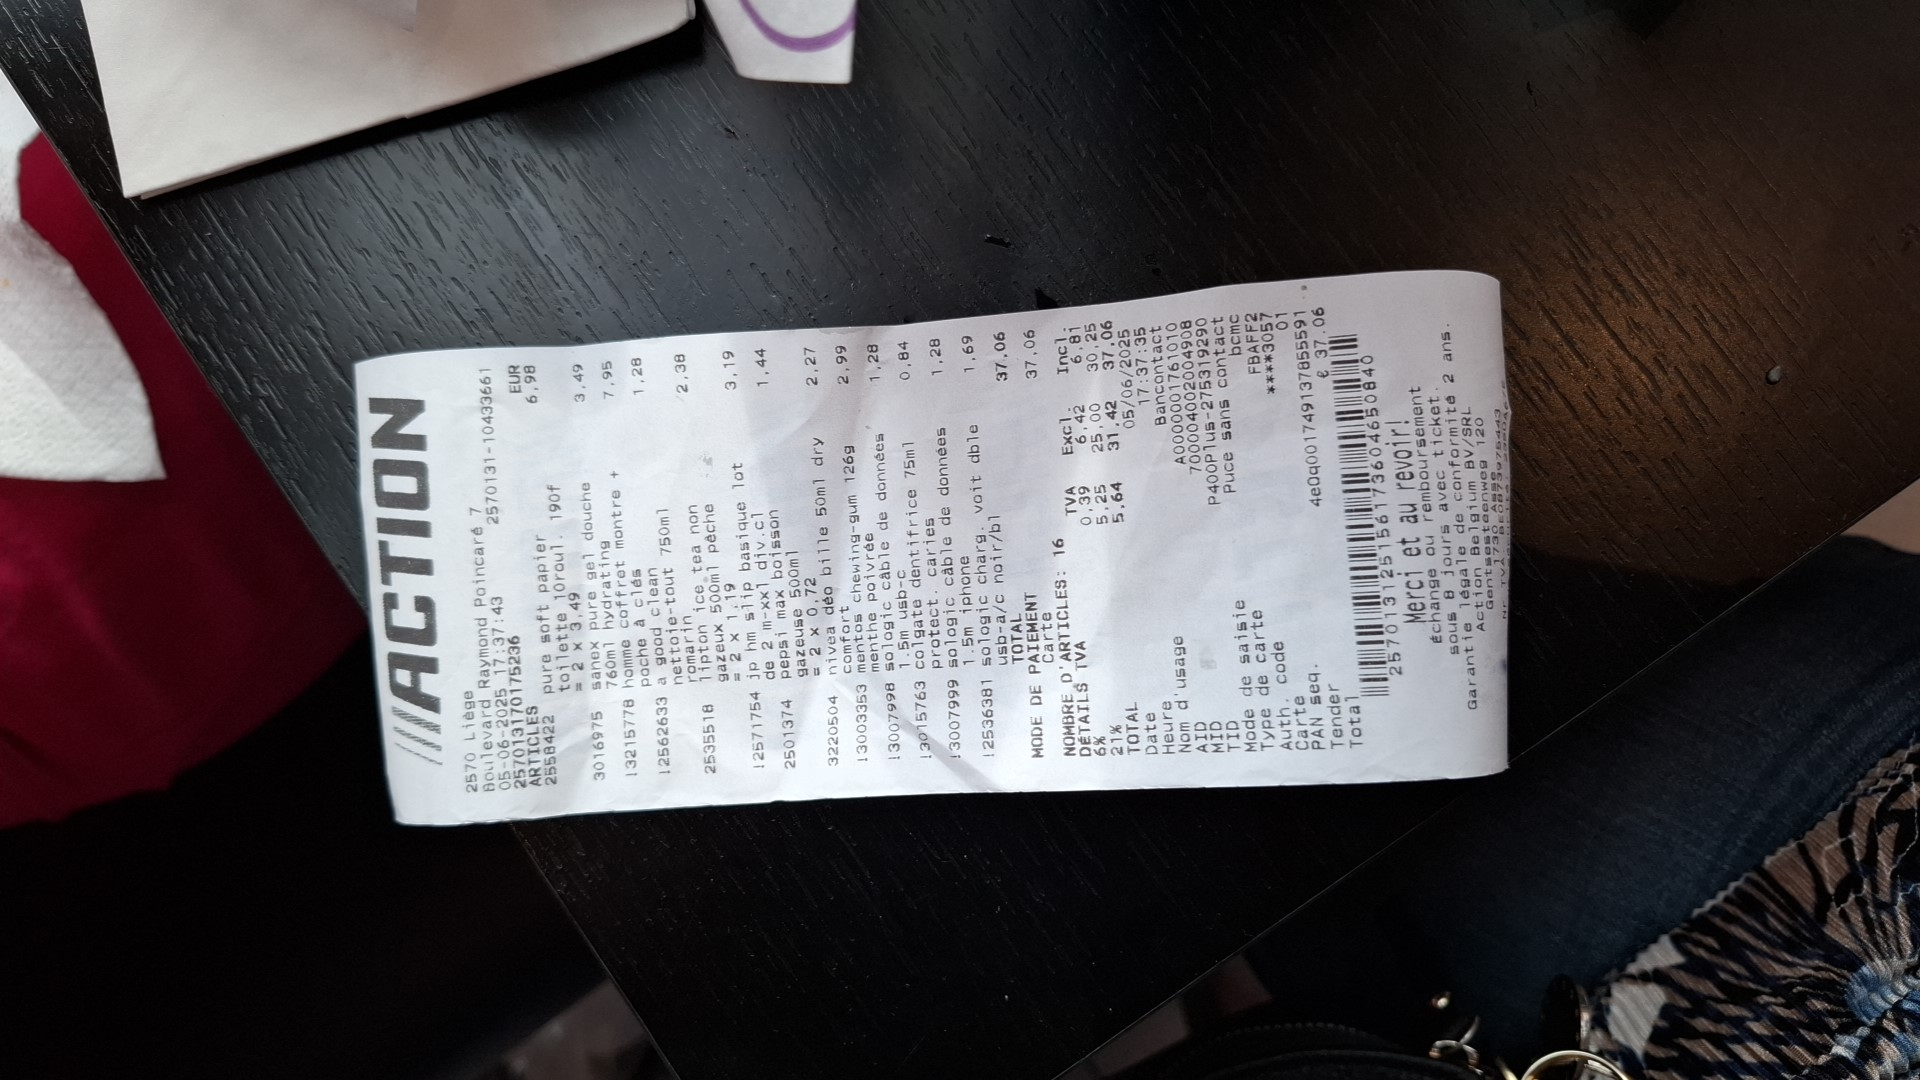 ACTION
2570 Liège
Boulevard Raymond Poincaré 7
05-06-2025 17:37:43 2570131-10433661
2570131170175236
ARTICLES EUR
2558422 pure soft papier 6,98
toilette 10roul. 190f
= 2 x 3,49
3016975 sanex pure gel douche 3,49
760ml hydrating
!3215778 homme coffret montre + 7,95
poche à clés
!2562633 a good clean 1,28
nettoie-tout 750ml
romarin
2535518 lipton ice tea non 2,38
gazeux 500ml pêche
= 2 x 1,19
!2571754 jp hm slip basique lot 3,19
de 2 m-xxl div.cl
2501374 pepsi max boisson 1,44
gazeuse 500ml
= 2 x 0,72
3220504 nivea déo bille 50ml dry 2,27
comfort
!3003353 mentos chewing-gum 126g 2,99
menthe poivrée
!3007998 sologic câble de données 1,28
1.5m usb-c
!3015763 colgate dentifrice 75ml 0,84
protect. caries
!3007999 sologic câble de données 1,28
1.5m iphone
!2536381 sologic charg. volt dble 1,69
usb-a/c noir/bl
TOTAL 37,06
MODE DE PAIEMENT
Carte 37,06
NOMBRE D'ARTICLES: 16
DÉTAILS TVA TVA Excl. Incl.
6% 0,39 6,42 6,81
21% 5,25 25,00 30,25
TOTAL 5,64 31,42 37,06
Date 05/06/2025
Heure 17:37:35
Nom d'usage Bancontact
AID A0000001761010
MID 700004002004908
TID P400Plus-275319290
Mode de saisie Puce sans contact
Type de carte bcmc
Auth. code FBAFF2
Carte ****3057
PAN seq. 01
Tender 4eOq001749137855591
Total € 37.06
257013125156173604650840
Merci et au revoir!
échange ou remboursement
sous 8 jours avec ticket.
Garantie légale de conformité 2 ans.
Action Belgium BV/SRL
Gentsesteenweg 120
1730 Asse